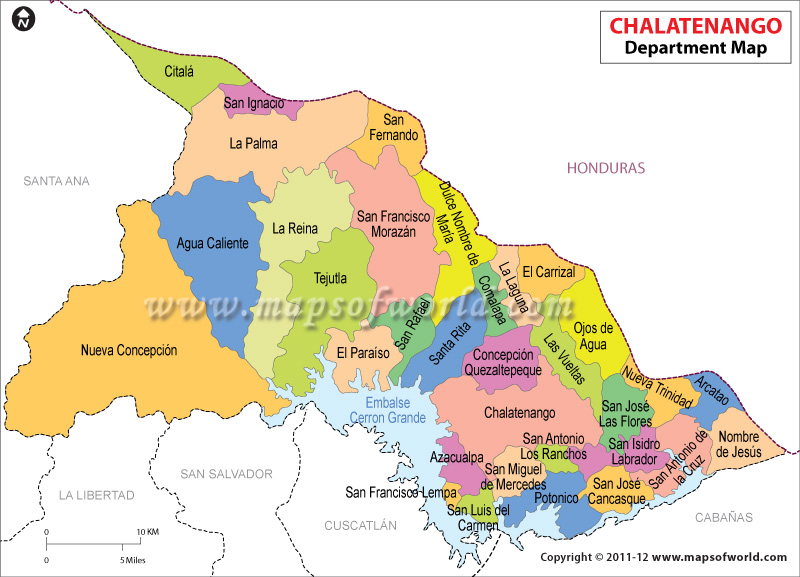 N
CHALATENANGO
Department Map
Citalá
San Ignacio
San
Fernando
La Palma
HONDURAS
SANTA ANA
Dulce Nombre de
María
San Francisco
Morazán
La Reina
Agua Caliente
Tejutla
La Laguna
El Carrizal
Comalapa
www.mapsofworld.com
San Rafael
Santa Rita
Ojos de
Agua
Las Vueltas
Nueva Concepción
El Paraíso
Concepción
Quezaltepeque
Nueva Trinidad
Arcatao
Embalse
Cerron Grande
Chalatenango
San José
Las Flores
San Antonio
Los Ranchos
San Isidro
Labrador
Nombre
de Jesús
San Antonio de
la Cruz
Azacualpa
San Miguel
de Mercedes
SAN SALVADOR
LA LIBERTAD
San Francisco Lempa
Potonico
San José
Cancasque
San Luis del
Carmen
CUSCATLÁN
CABAÑAS
0 10 KM
0 5 Miles
Copyright © 2011-12 www.mapsofworld.com